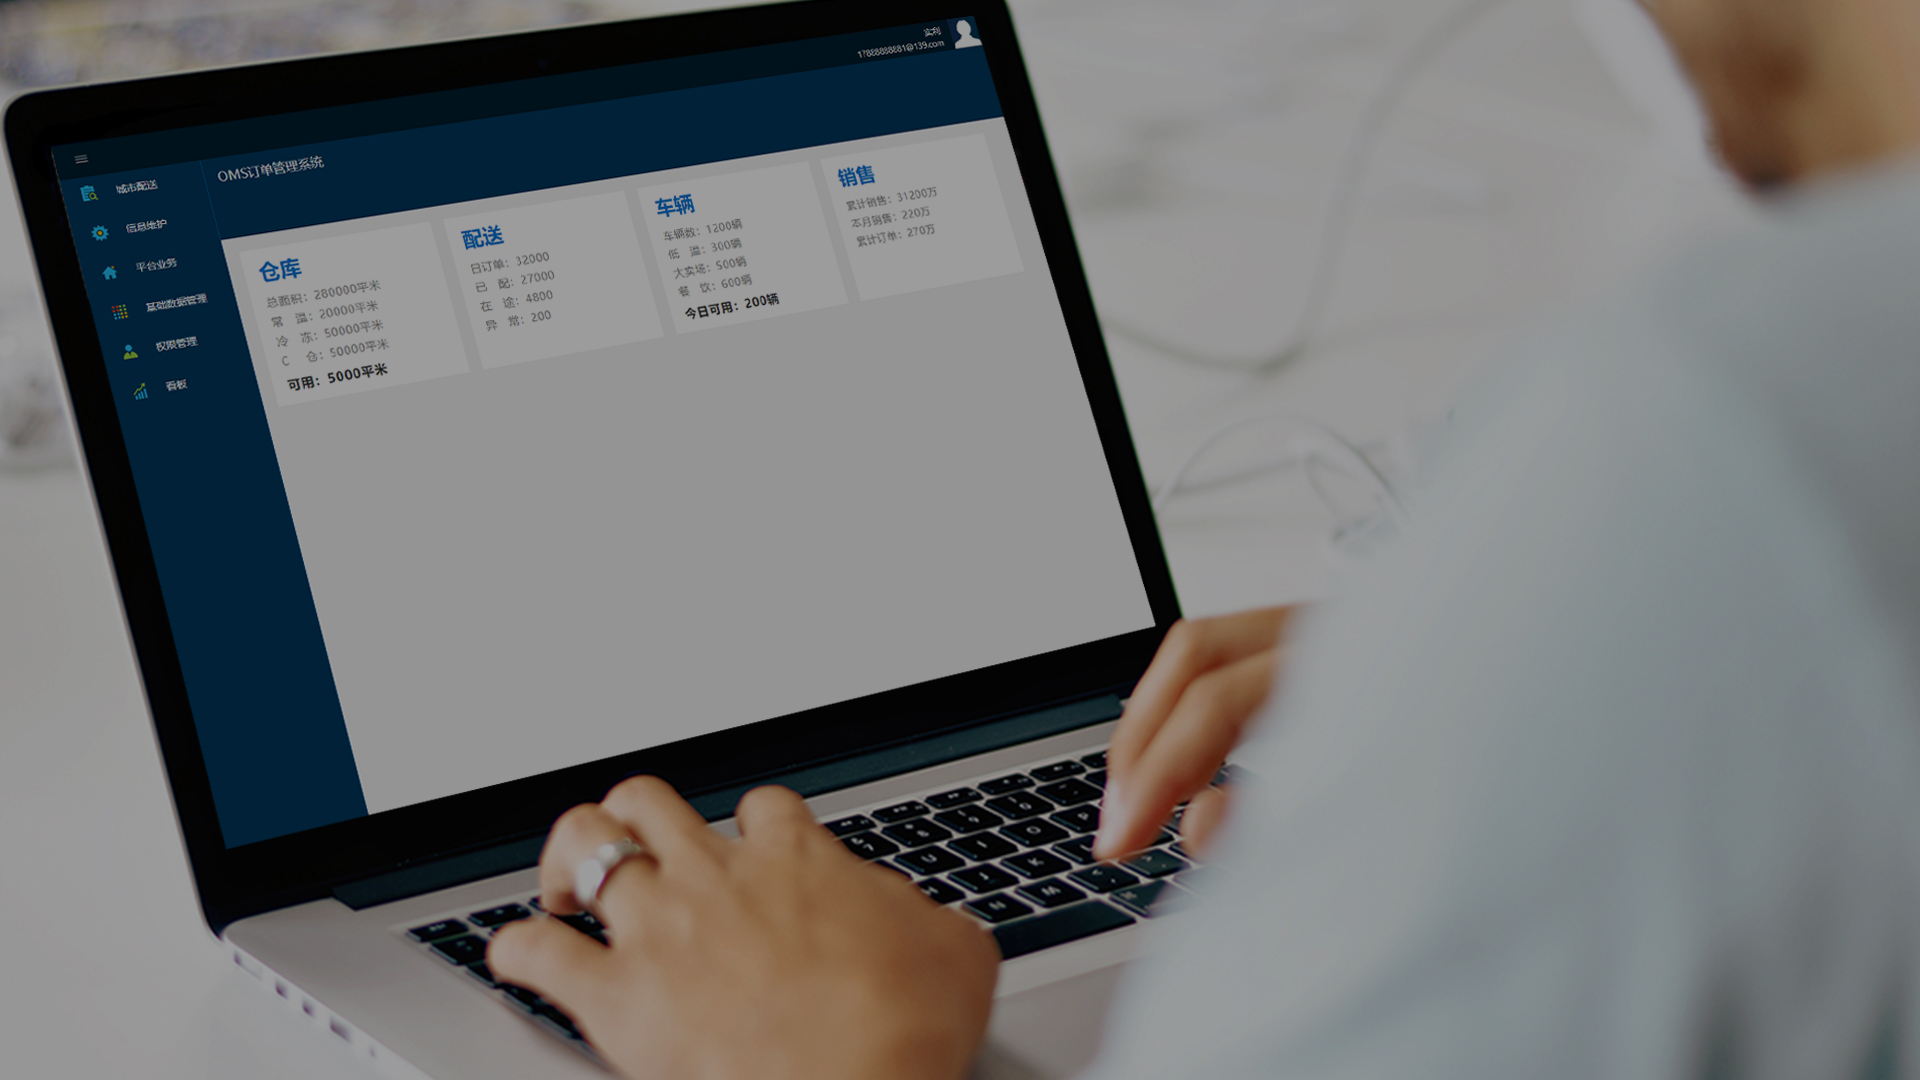 实利
17888888881@139.com
城市配送
信息维护
平台业务
基础数据管理
权限管理
看板
OMS订单管理系统
仓库
总面积：280000平米
常 温：20000平米
冷 冻：50000平米
C 仓：50000平米
可用：5000平米
配送
日订单：32000
已 配：27000
在 途：4800
异 常：200
车辆
车辆数：1200辆
低 温：300辆
大卖场：500辆
餐 饮：600辆
今日可用：200辆
销售
累计销售：31200万
本月销售：220万
累计订单：270万